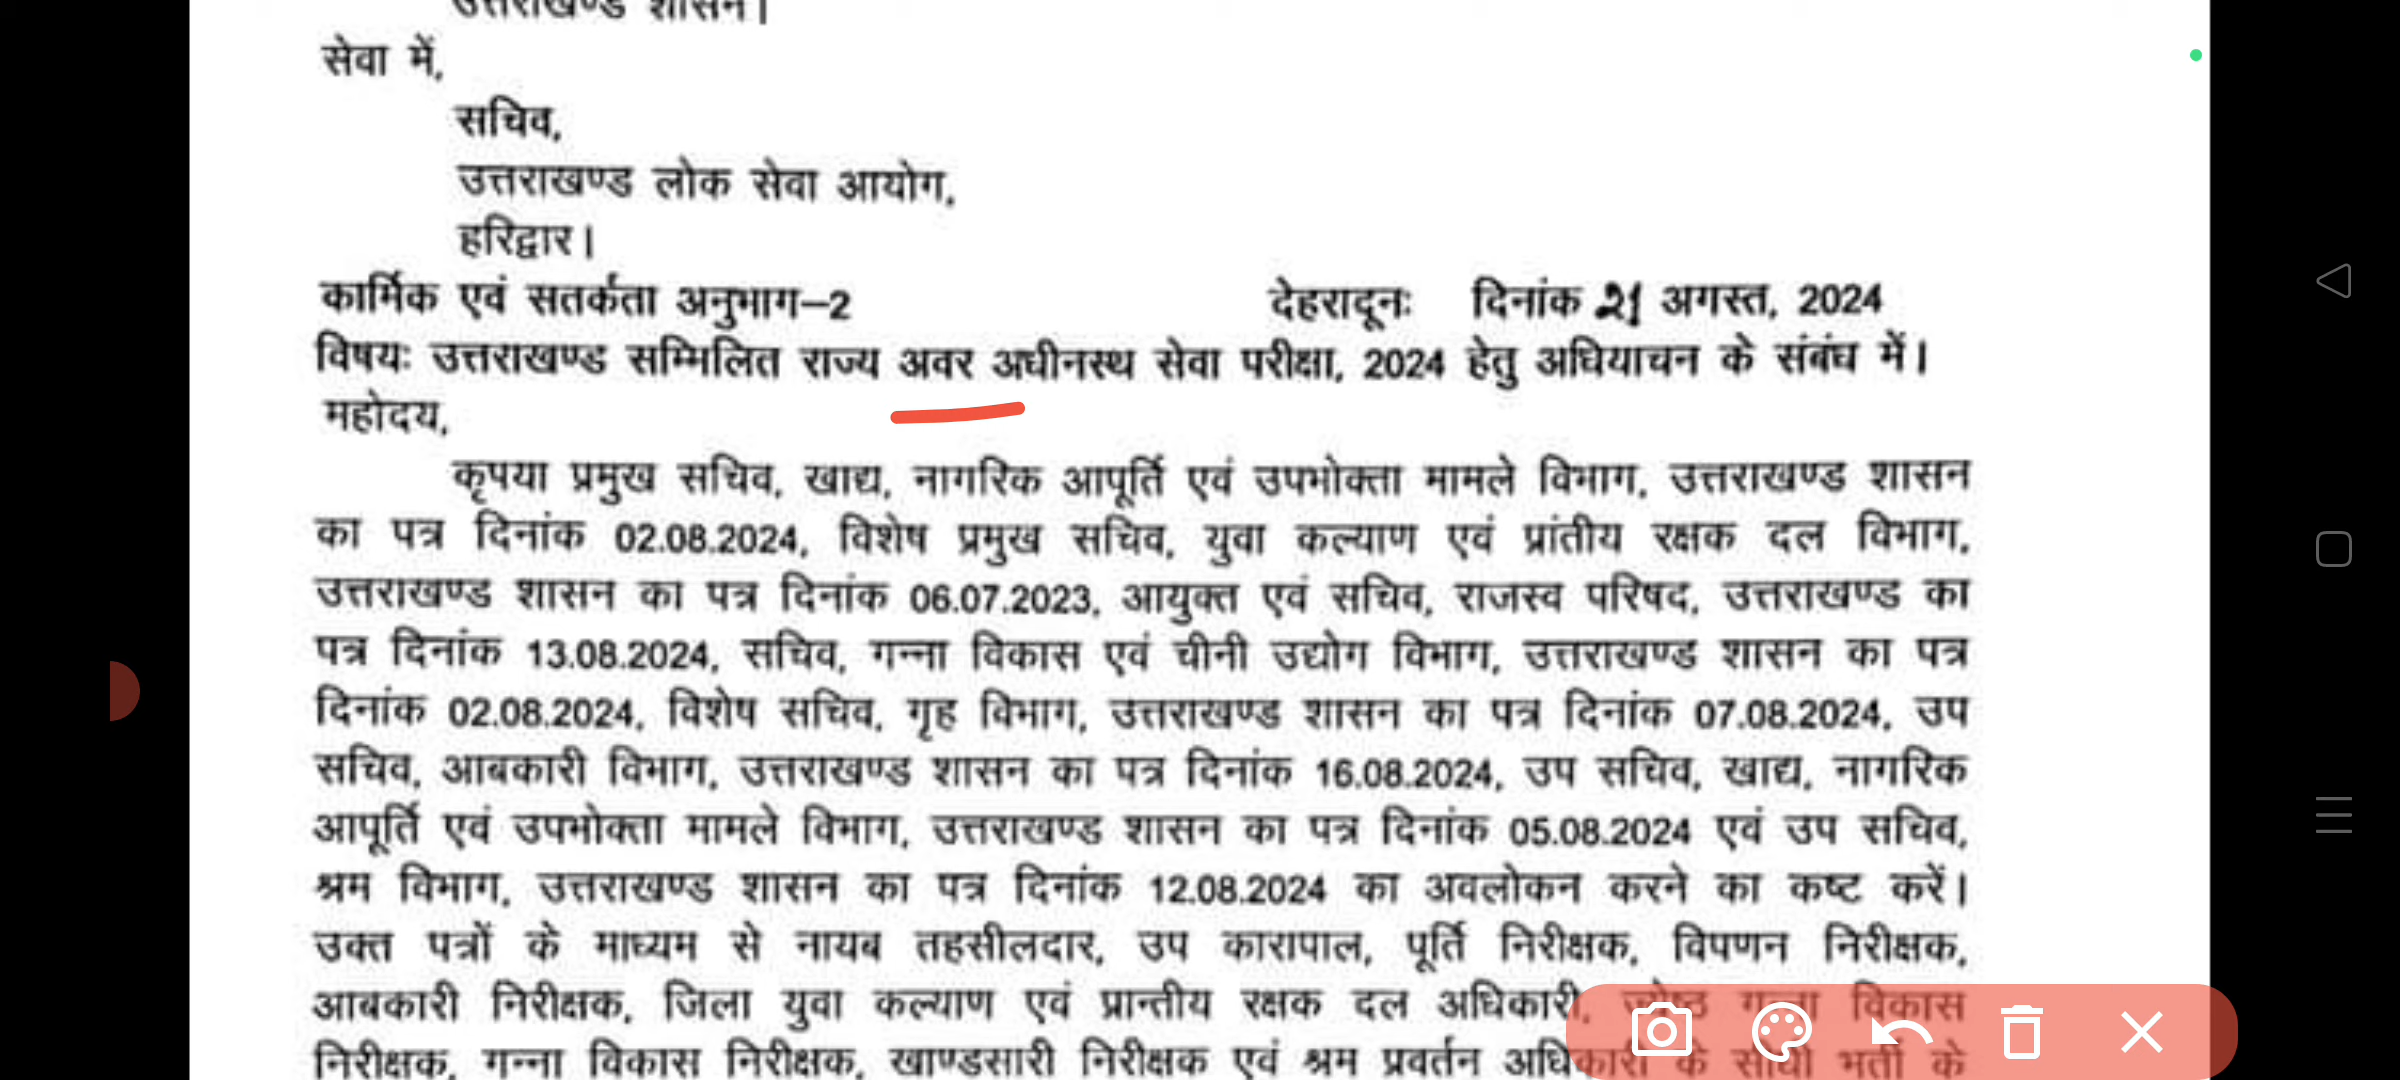 उत्तराखण्ड शासन।
सेवा में,
सचिव,
उत्तराखण्ड लोक सेवा आयोग,
हरिद्वार।
कार्मिक एवं सतर्कता अनुभाग–2 देहरादूनः दिनांक 21 अगस्त, 2024
विषयः उत्तराखण्ड सम्मिलित राज्य अवर अधीनस्थ सेवा परीक्षा, 2024 हेतु अधियाचन के संबंध में।
महोदय,
कृपया प्रमुख सचिव, खाद्य, नागरिक आपूर्ति एवं उपभोक्ता मामले विभाग, उत्तराखण्ड शासन
का पत्र दिनांक 02.08.2024, विशेष प्रमुख सचिव, युवा कल्याण एवं प्रांतीय रक्षक दल विभाग,
उत्तराखण्ड शासन का पत्र दिनांक 06.07.2023, आयुक्त एवं सचिव, राजस्व परिषद, उत्तराखण्ड का
पत्र दिनांक 13.08.2024, सचिव, गन्ना विकास एवं चीनी उद्योग विभाग, उत्तराखण्ड शासन का पत्र
दिनांक 02.08.2024, विशेष सचिव, गृह विभाग, उत्तराखण्ड शासन का पत्र दिनांक 07.08.2024, उप
सचिव, आबकारी विभाग, उत्तराखण्ड शासन का पत्र दिनांक 16.08.2024, उप सचिव, खाद्य, नागरिक
आपूर्ति एवं उपभोक्ता मामले विभाग, उत्तराखण्ड शासन का पत्र दिनांक 05.08.2024 एवं उप सचिव,
श्रम विभाग, उत्तराखण्ड शासन का पत्र दिनांक 12.08.2024 का अवलोकन करने का कष्ट करें।
उक्त पत्रों के माध्यम से नायब तहसीलदार, उप कारापाल, पूर्ति निरीक्षक, विपणन निरीक्षक,
आबकारी निरीक्षक, जिला युवा कल्याण एवं प्रान्तीय रक्षक दल अधिकारी, ज्येष्ठ गन्ना विकास
निरीक्षक, गन्ना विकास निरीक्षक, खाण्डसारी निरीक्षक एवं श्रम प्रवर्तन अधिकारी के सीधी भर्ती के